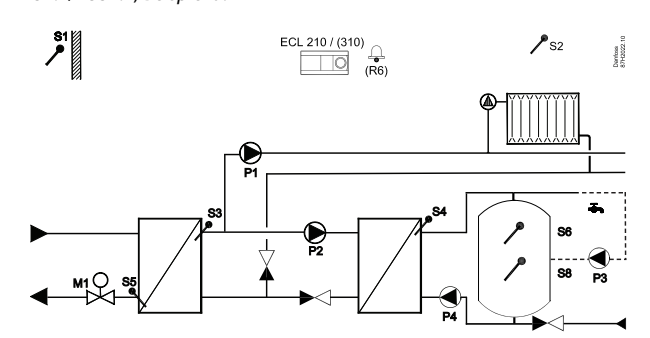 S1
ECL 210 / (310)
(R6)
S2
Danfoss
87H2022.10
P1
S3
S4
P2
S6
S8
P3
M1
S5
P4